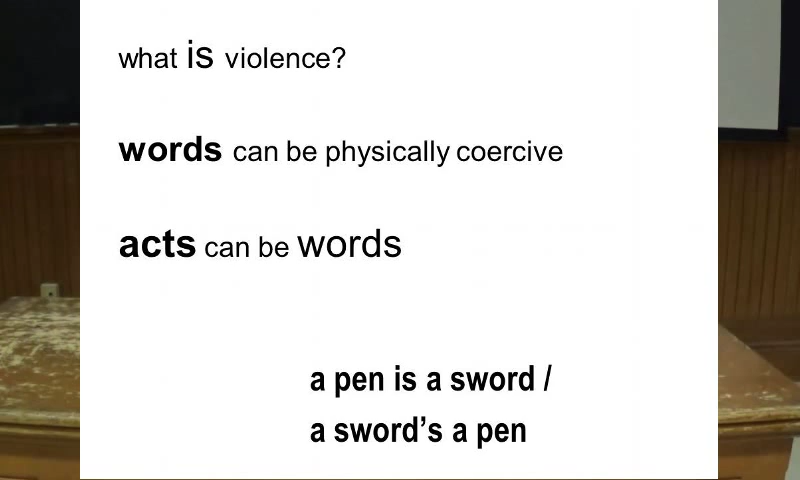 what is violence?
words can be physically coercive
acts can be words
a pen is a sword /
a sword’s a pen